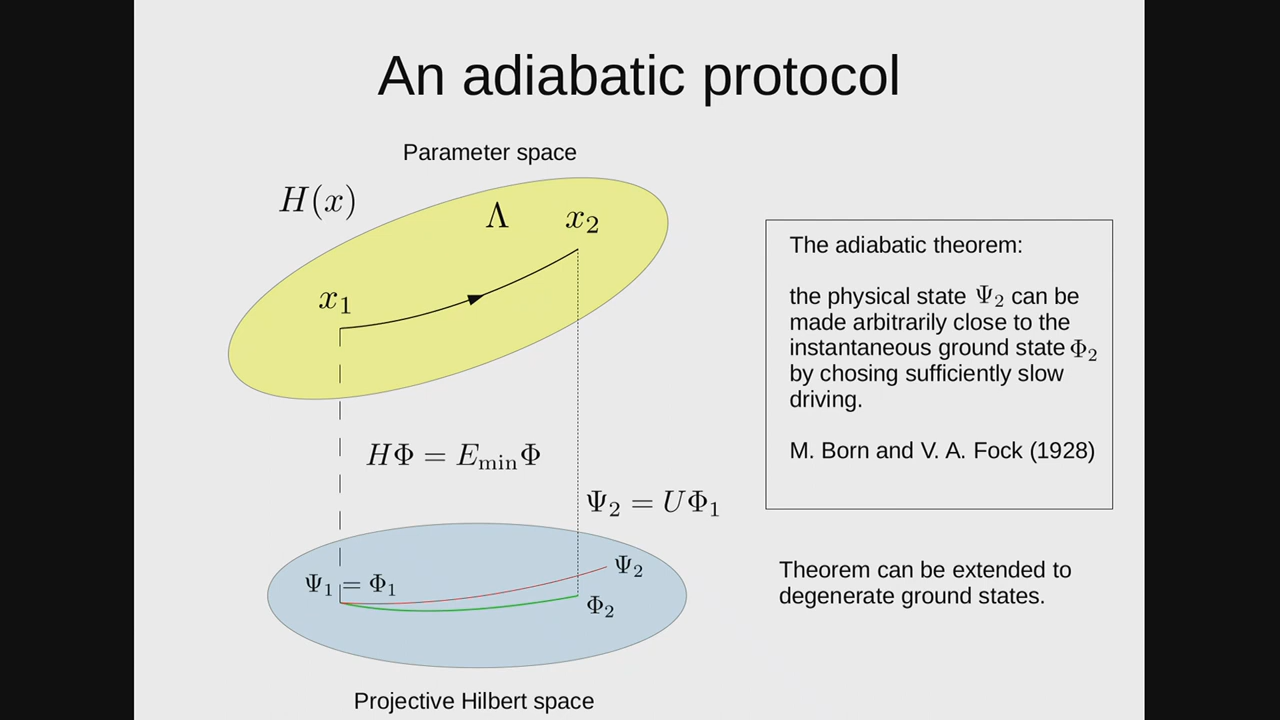 An adiabatic protocol
Parameter space
H(x)
Λ
x₂
x₁
HΦ = E_min Φ
Ψ₂ = UΦ₁
Ψ₁ = Φ₁
Ψ₂
Φ₂
Projective Hilbert space
The adiabatic theorem:
the physical state Ψ₂ can be
made arbitrarily close to the
instantaneous ground state Φ₂
by chosing sufficiently slow
driving.
M. Born and V. A. Fock (1928)
Theorem can be extended to
degenerate ground states.